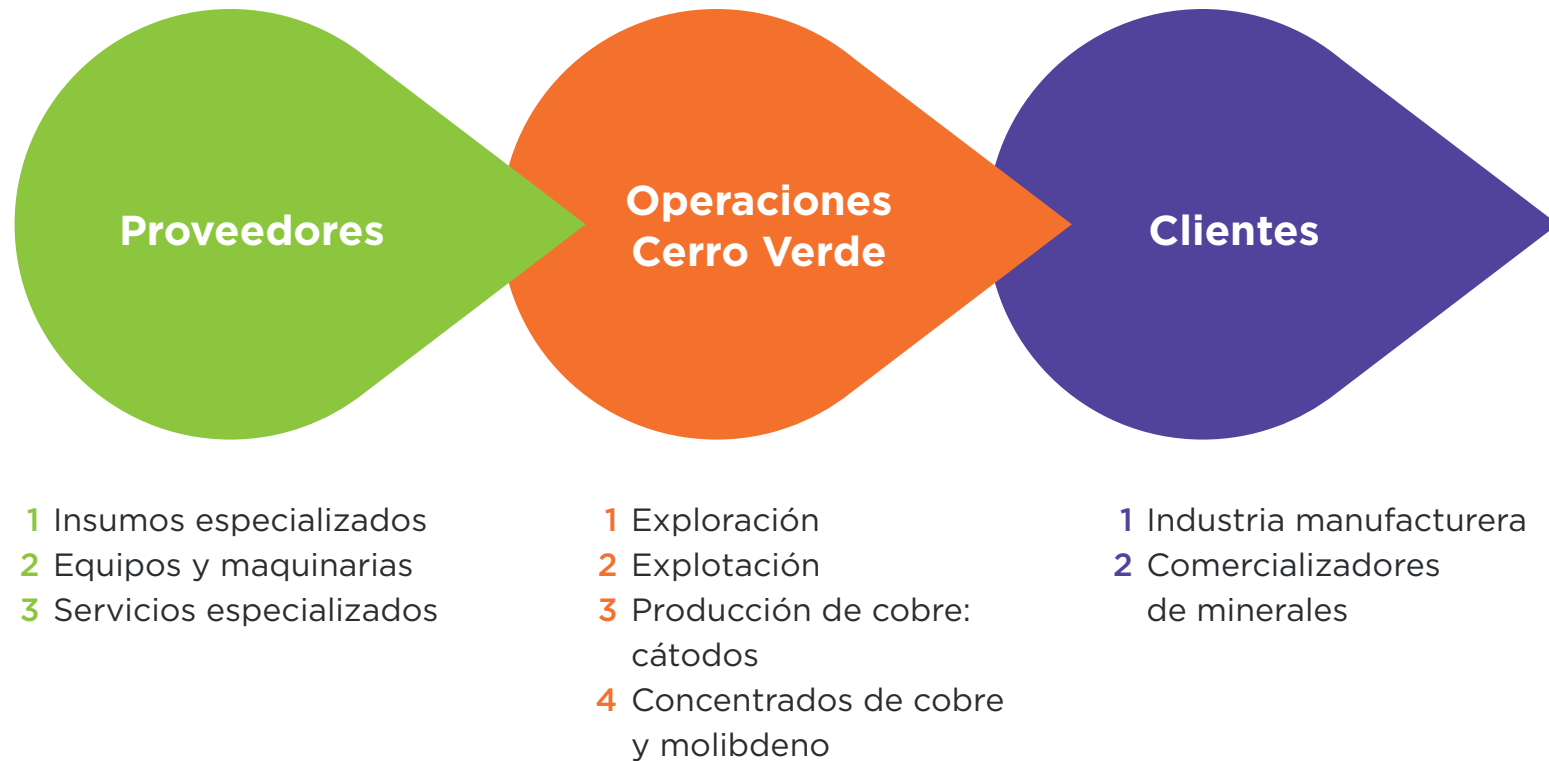 Proveedores
Operaciones
Cerro Verde
Clientes
1 Insumos especializados
2 Equipos y maquinarias
3 Servicios especializados
1 Exploración
2 Explotación
3 Producción de cobre:
cátodos
4 Concentrados de cobre
y molibdeno
1 Industria manufacturera
2 Comercializadores
de minerales